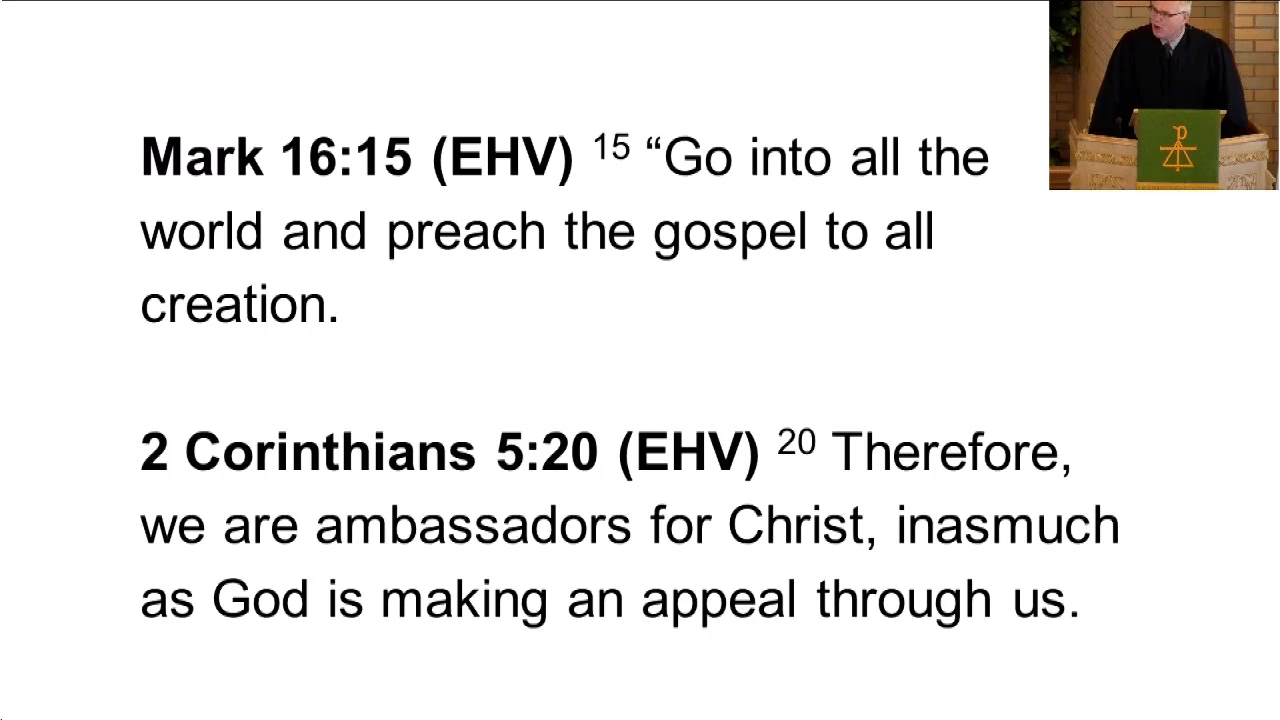 Mark 16:15 (EHV) 15 “Go into all the
world and preach the gospel to all
creation.
2 Corinthians 5:20 (EHV) 20 Therefore,
we are ambassadors for Christ, inasmuch
as God is making an appeal through us.